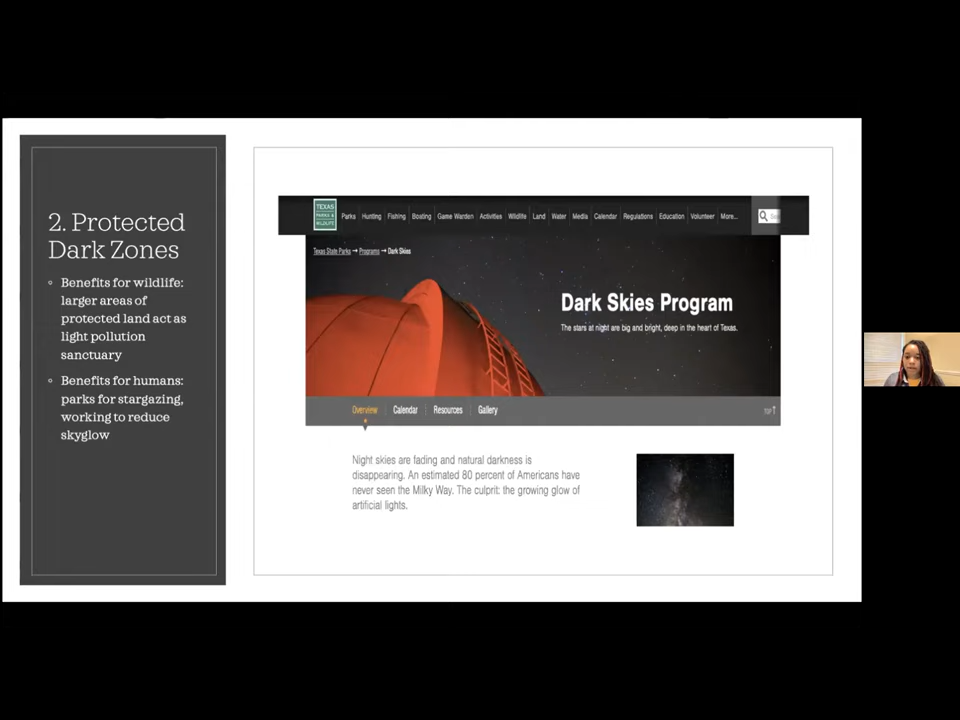 2. Protected
Dark Zones
Benefits for wildlife:
larger areas of
protected land act as
light pollution
sanctuary
Benefits for humans:
parks for stargazing,
working to reduce
skyglow
TEXAS
PARKS &
WILDLIFE
Parks Hunting Fishing Boating Game Warden Activities Wildlife Land Water Media Calendar Regulations Education Volunteer More...
Texas State Parks → Programs → Dark Skies
Dark Skies Program
The stars at night are big and bright, deep in the heart of Texas.
Overview Calendar Resources Gallery
TOP
Night skies are fading and natural darkness is
disappearing. An estimated 80 percent of Americans have
never seen the Milky Way. The culprit: the growing glow of
artificial lights.